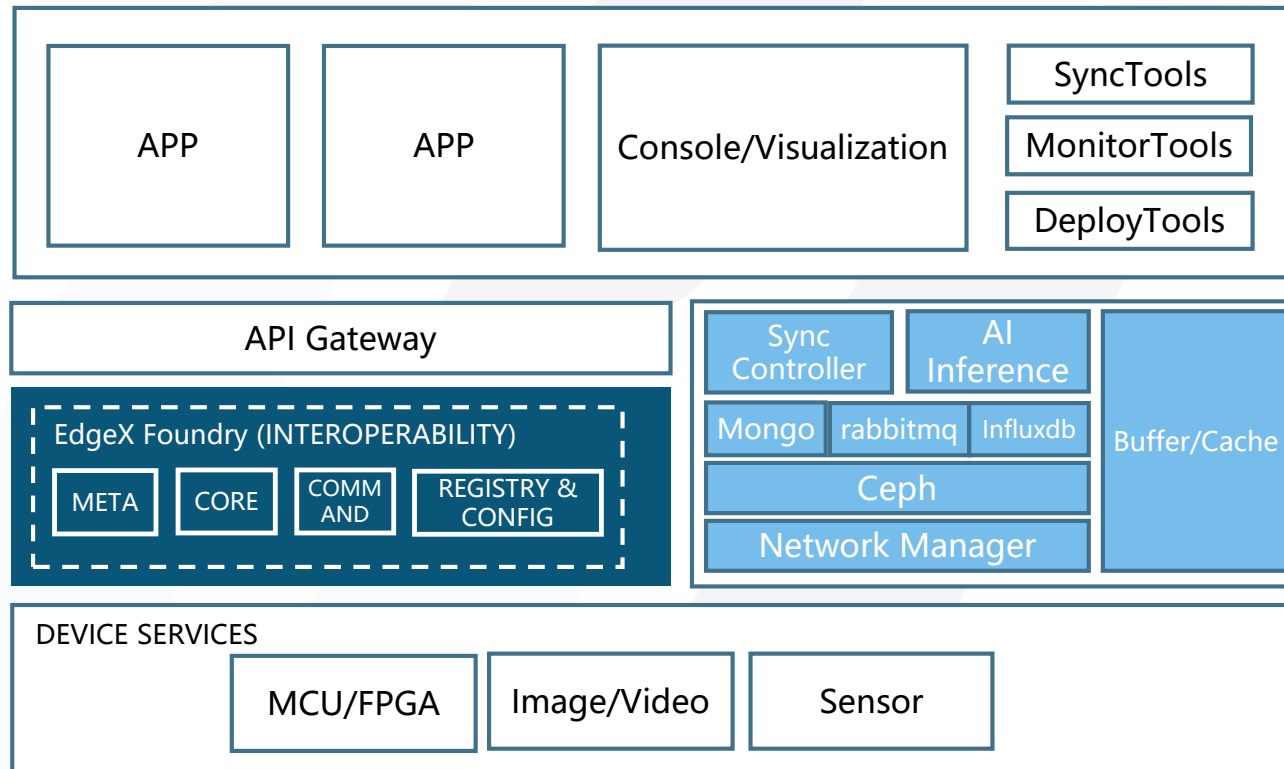 APP
APP
Console/Visualization
SyncTools
MonitorTools
DeployTools
API Gateway
EdgeX Foundry (INTEROPERABILITY)
META
CORE
COMM
AND
REGISTRY &
CONFIG
Sync
Controller
AI
Inference
Mongo
rabbitmq
Influxdb
Ceph
Network Manager
Buffer/Cache
DEVICE SERVICES
MCU/FPGA
Image/Video
Sensor